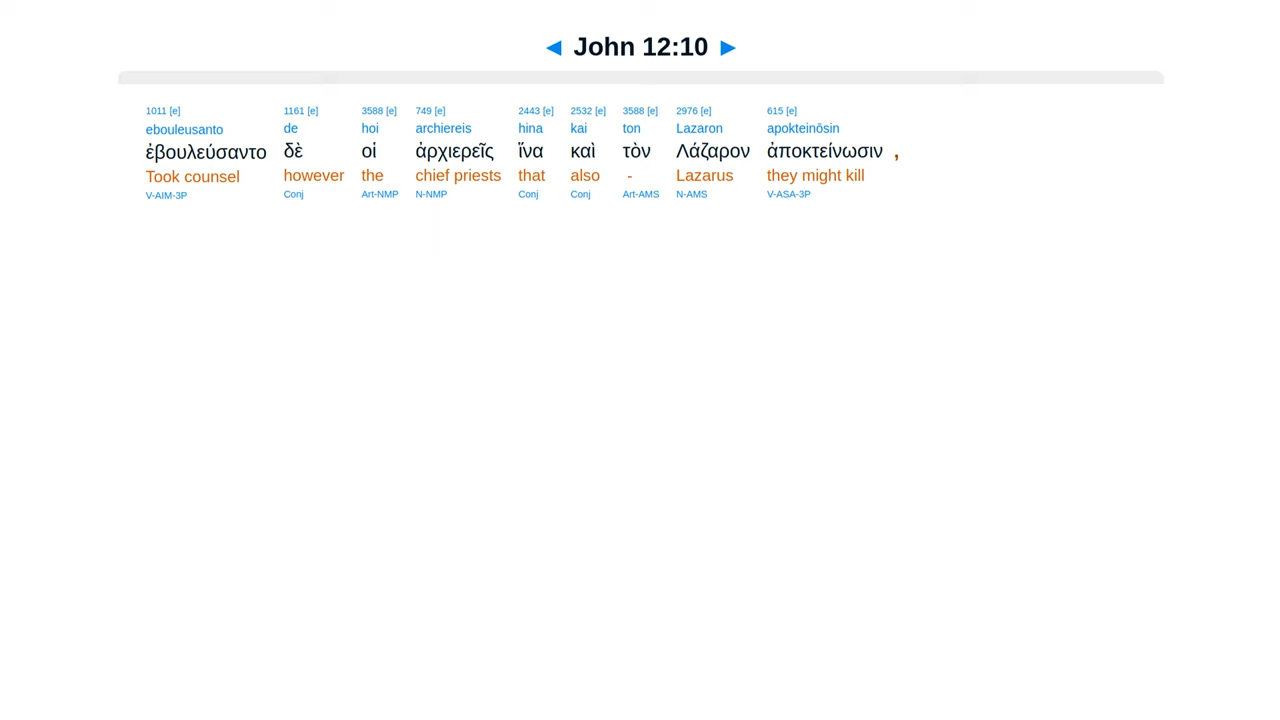 ◄ John 12:10 ►
1011 [e] 1161 [e] 3588 [e] 749 [e] 2443 [e] 2532 [e] 3588 [e] 2976 [e] 615 [e]
ebouleusanto de hoi archiereis hina kai ton Lazaron apokteinōsin
ἐβουλεύσαντο δὲ οἱ ἀρχιερεῖς ἵνα καὶ τὸν Λάζαρον ἀποκτείνωσιν ,
Took counsel however the chief priests that also - Lazarus they might kill
V-AIM-3P Conj Art-NMP N-NMP Conj Conj Art-AMS N-AMS V-ASA-3P